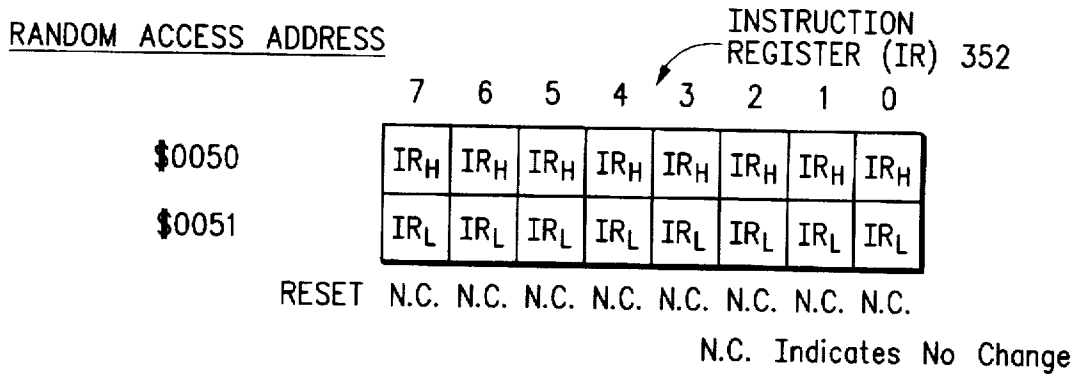 RANDOM ACCESS ADDRESS
INSTRUCTION
REGISTER (IR) 352
7 6 5 4 3 2 1 0
$0050 IRH IRH IRH IRH IRH IRH IRH IRH
$0051 IRL IRL IRL IRL IRL IRL IRL IRL
RESET N.C. N.C. N.C. N.C. N.C. N.C. N.C. N.C.
N.C. Indicates No Change